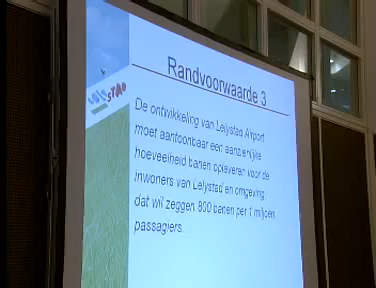 Randvoorwaarde 3
De ontwikkeling van Lelystad Airport
moet aantoonbaar een aanzienlijke
hoeveelheid banen opleveren voor de
inwoners van Lelystad en omgeving,
dat wil zeggen 800 banen per 1 miljoen
passagiers.